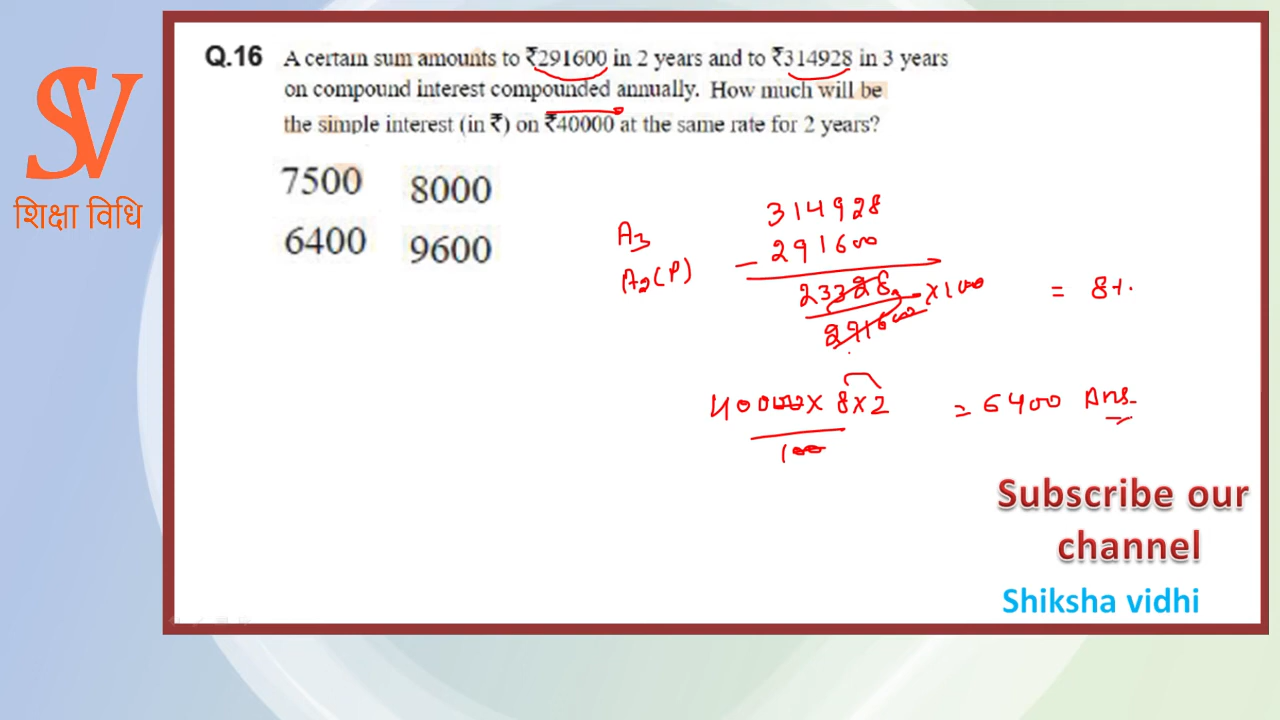 SV
शिक्षा विधि
Q.16 A certain sum amounts to ₹291600 in 2 years and to ₹314928 in 3 years
on compound interest compounded annually. How much will be
the simple interest (in ₹) on ₹40000 at the same rate for 2 years?
7500 8000
6400 9600
A3 314928
A2(P) - 291600
23328 ×100 = 8%
291600
40000 × 8×2 = 6400 Ans
100
Subscribe our
channel
Shiksha vidhi